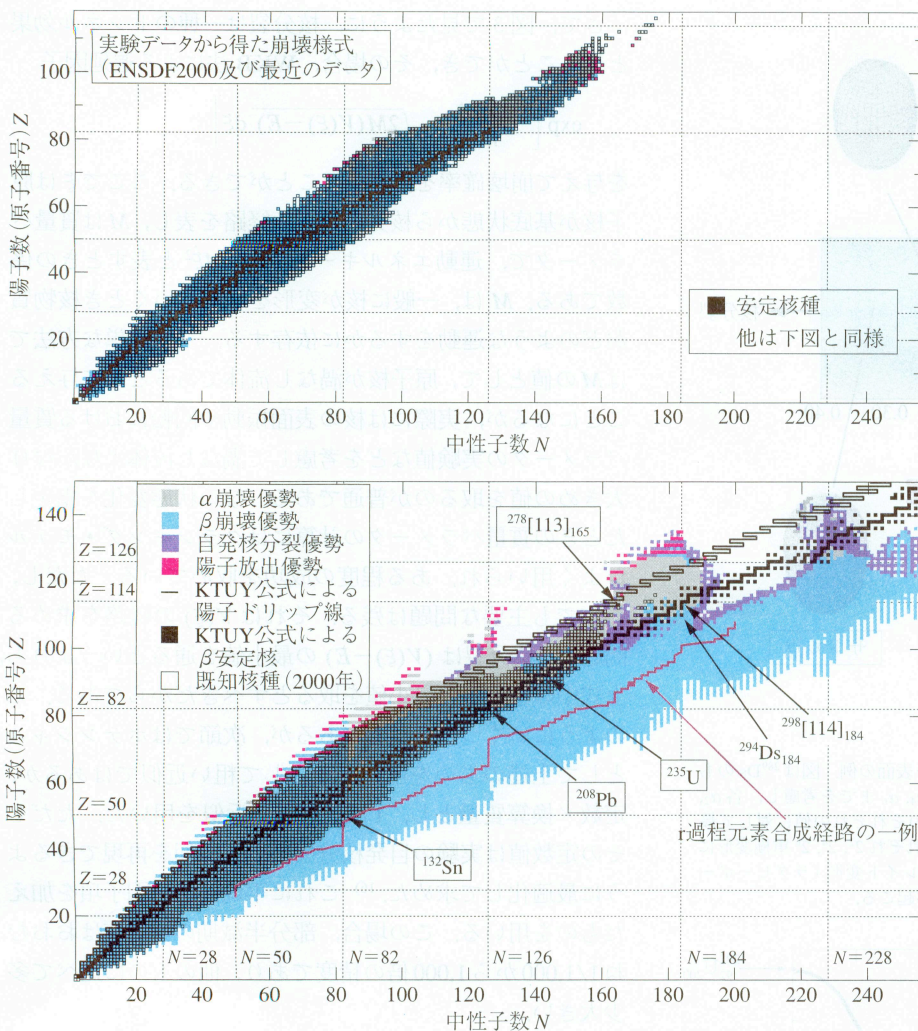 実験データから得た崩壊様式
(ENSDF2000及び最近のデータ)
陽子数(原子番号)Z
100
80
60
40
20
安定核種
他は下図と同様
20 40 60 80 100 120 140 160 180 200 220 240
中性子数 N
α崩壊優勢
β崩壊優勢
自発核分裂優勢
陽子放出優勢
KTUY公式による
陽子ドリップ線
KTUY公式による
β安定核
既知核種(2000年)
陽子数(原子番号)Z
140
120
100
80
60
40
20
Z=126
Z=114
Z=82
Z=50
Z=28
²⁷⁸[113]₁₆₅
²⁹⁸[114]₁₈₄
²⁹⁴Ds₁₈₄
²³⁵U
²⁰⁸Pb
r過程元素合成経路の一例
¹³²Sn
N=28 N=50 N=82 N=126 N=184 N=228
20 40 60 80 100 120 140 160 180 200 220 240
中性子数 N